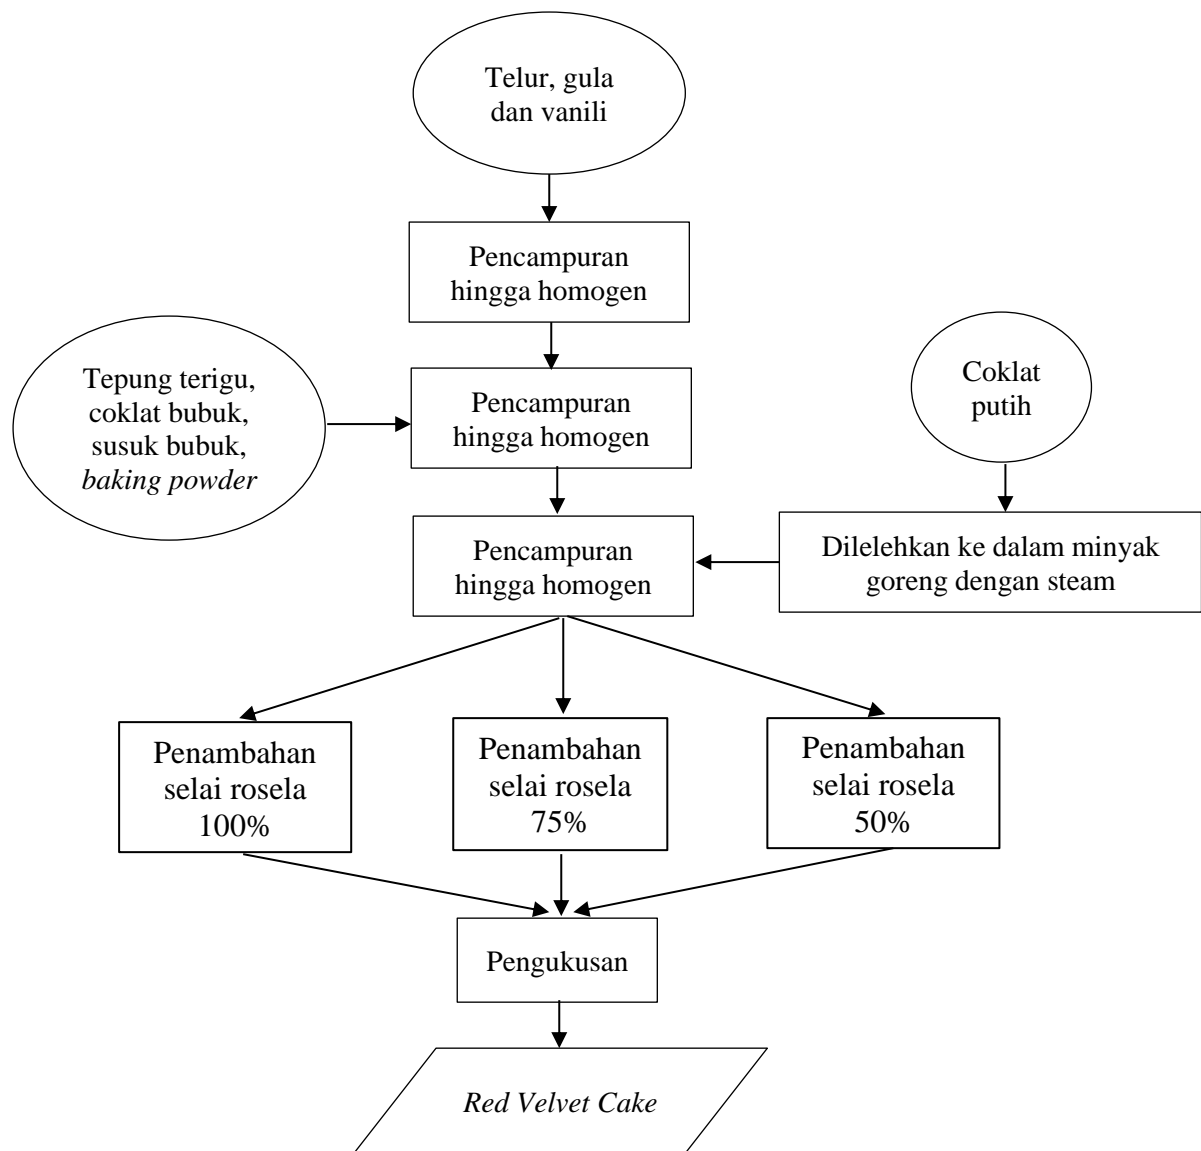 Telur, gula
dan vanili
Pencampuran
hingga homogen
Tepung terigu,
coklat bubuk,
susuk bubuk,
baking powder
Pencampuran
hingga homogen
Coklat
putih
Pencampuran
hingga homogen
Dilelehkan ke dalam minyak
goreng dengan steam
Penambahan
selai rosela
100%
Penambahan
selai rosela
75%
Penambahan
selai rosela
50%
Pengukusan
Red Velvet Cake